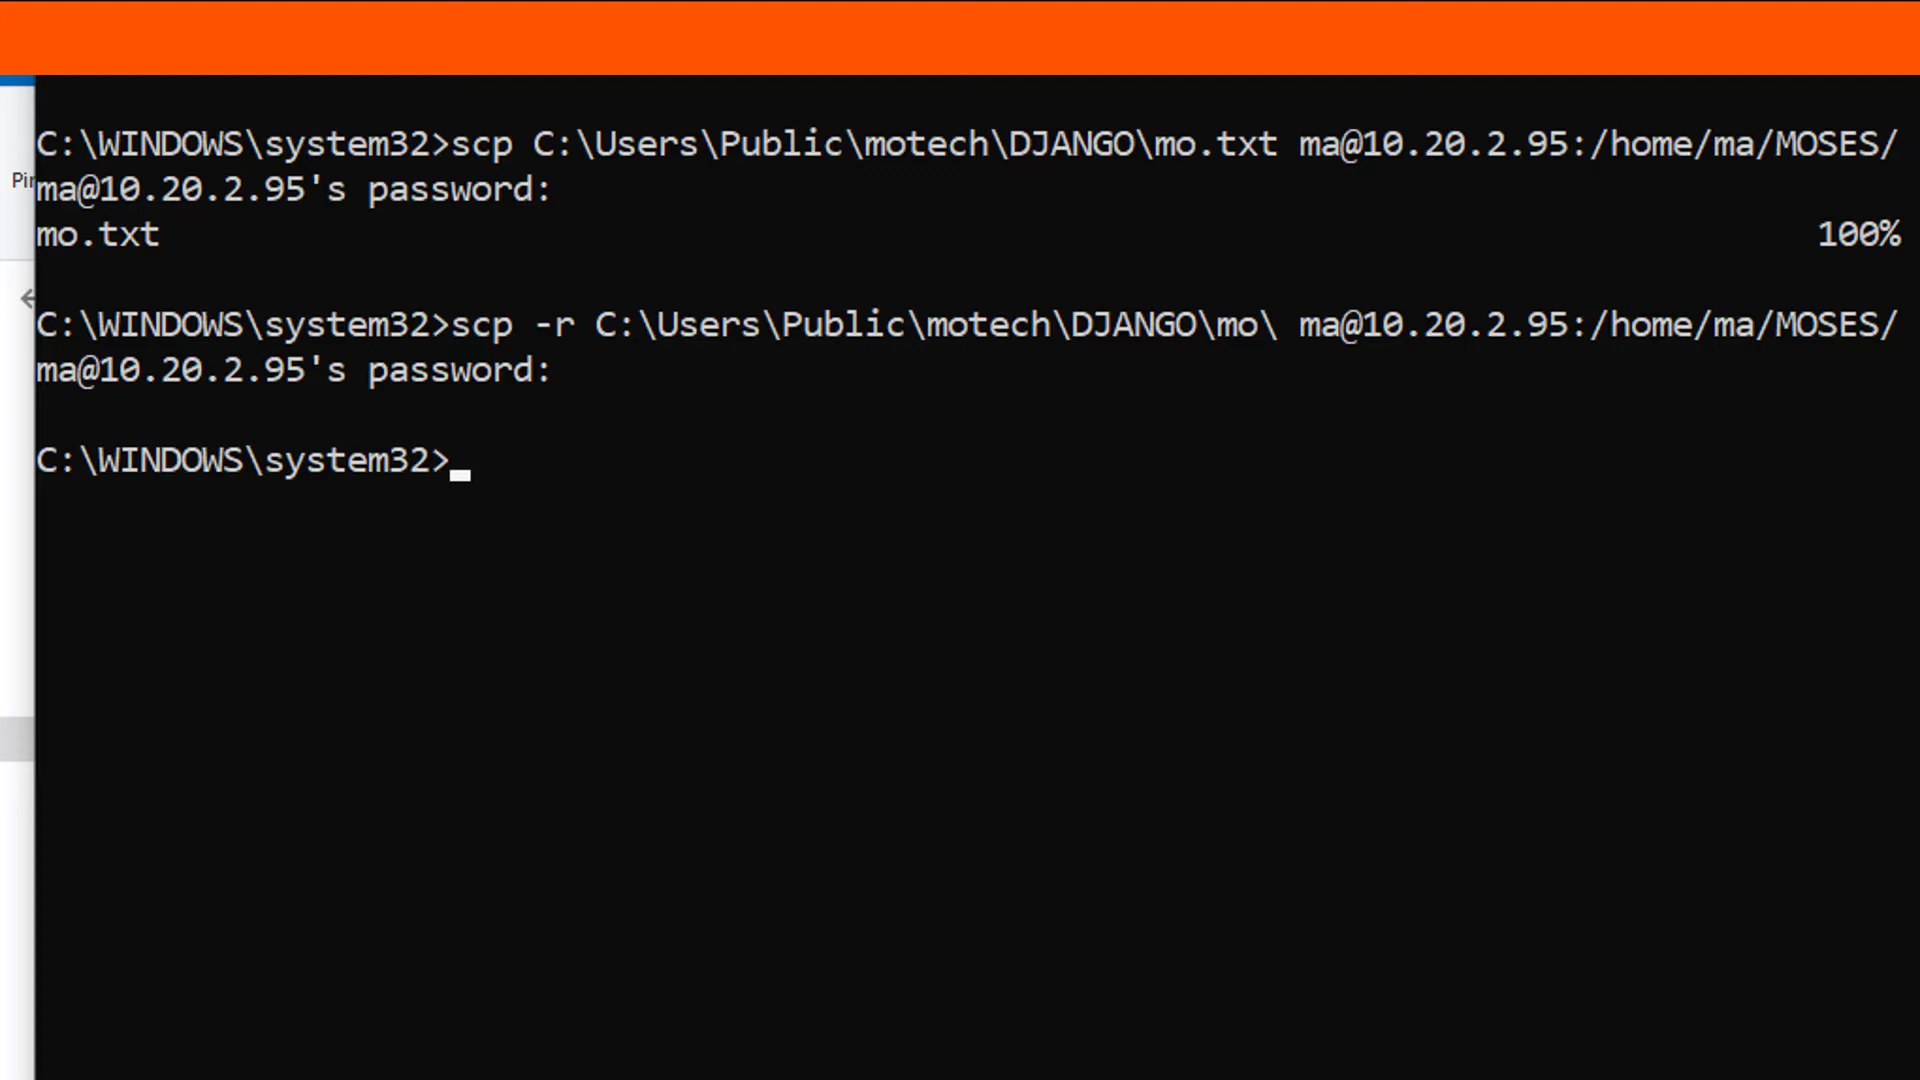 C:\WINDOWS\system32>scp C:\Users\Public\motech\DJANGO\mo.txt ma@10.20.2.95:/home/ma/MOSES/
Pin
ma@10.20.2.95's password:
mo.txt 100%
C:\WINDOWS\system32>scp -r C:\Users\Public\motech\DJANGO\mo\ ma@10.20.2.95:/home/ma/MOSES/
ma@10.20.2.95's password:
C:\WINDOWS\system32>